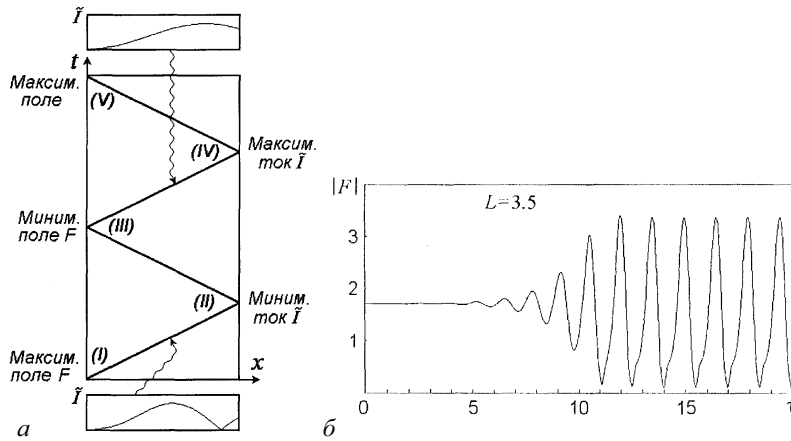 Ĩ
t
Максим.
поле
(V)
(IV)
Максим.
ток Ĩ
Миним.
поле F
(III)
(II)
Миним.
ток Ĩ
Максим.
поле F
(I)
x
Ĩ
а
б
|F|
L=3.5
3
2
1
0
5
10
15
20